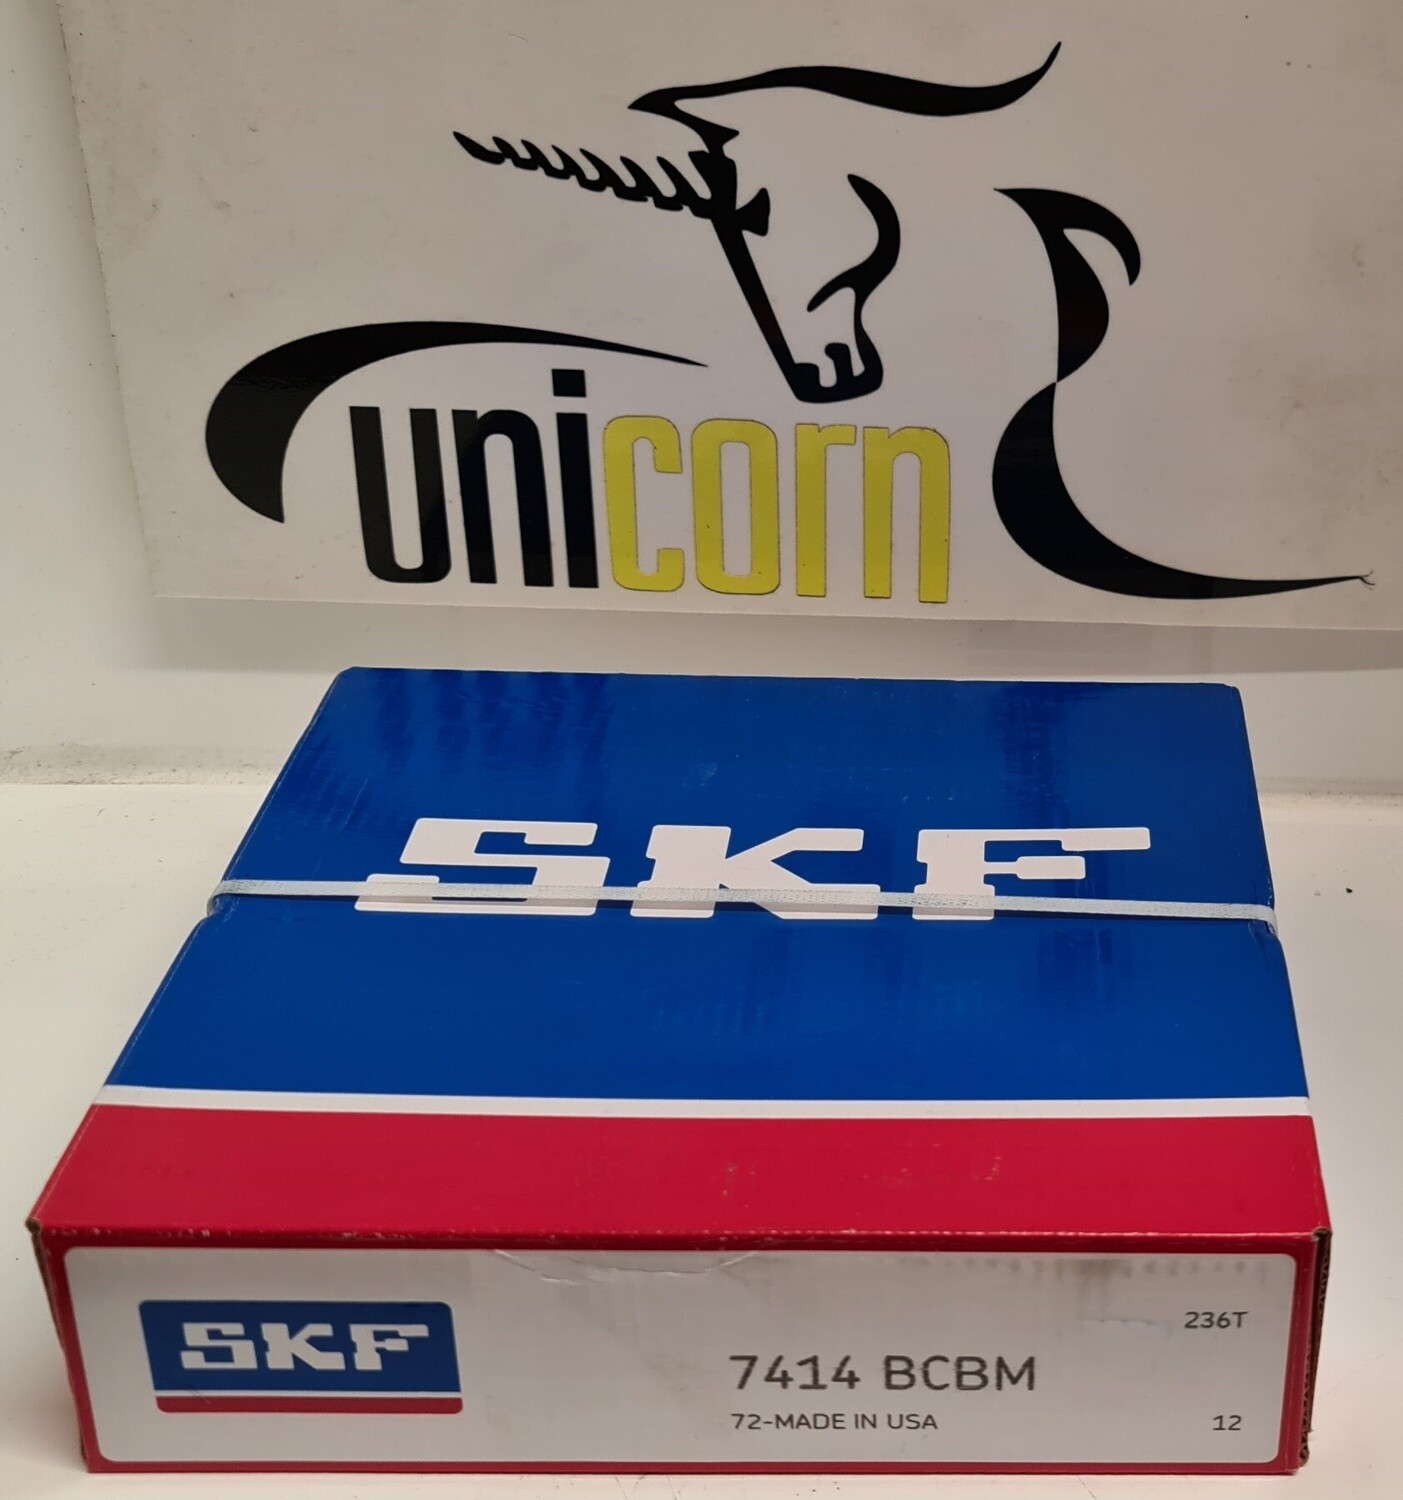 unicorn
SKF
SKF
236T
7414 BCBM
72-MADE IN USA
12